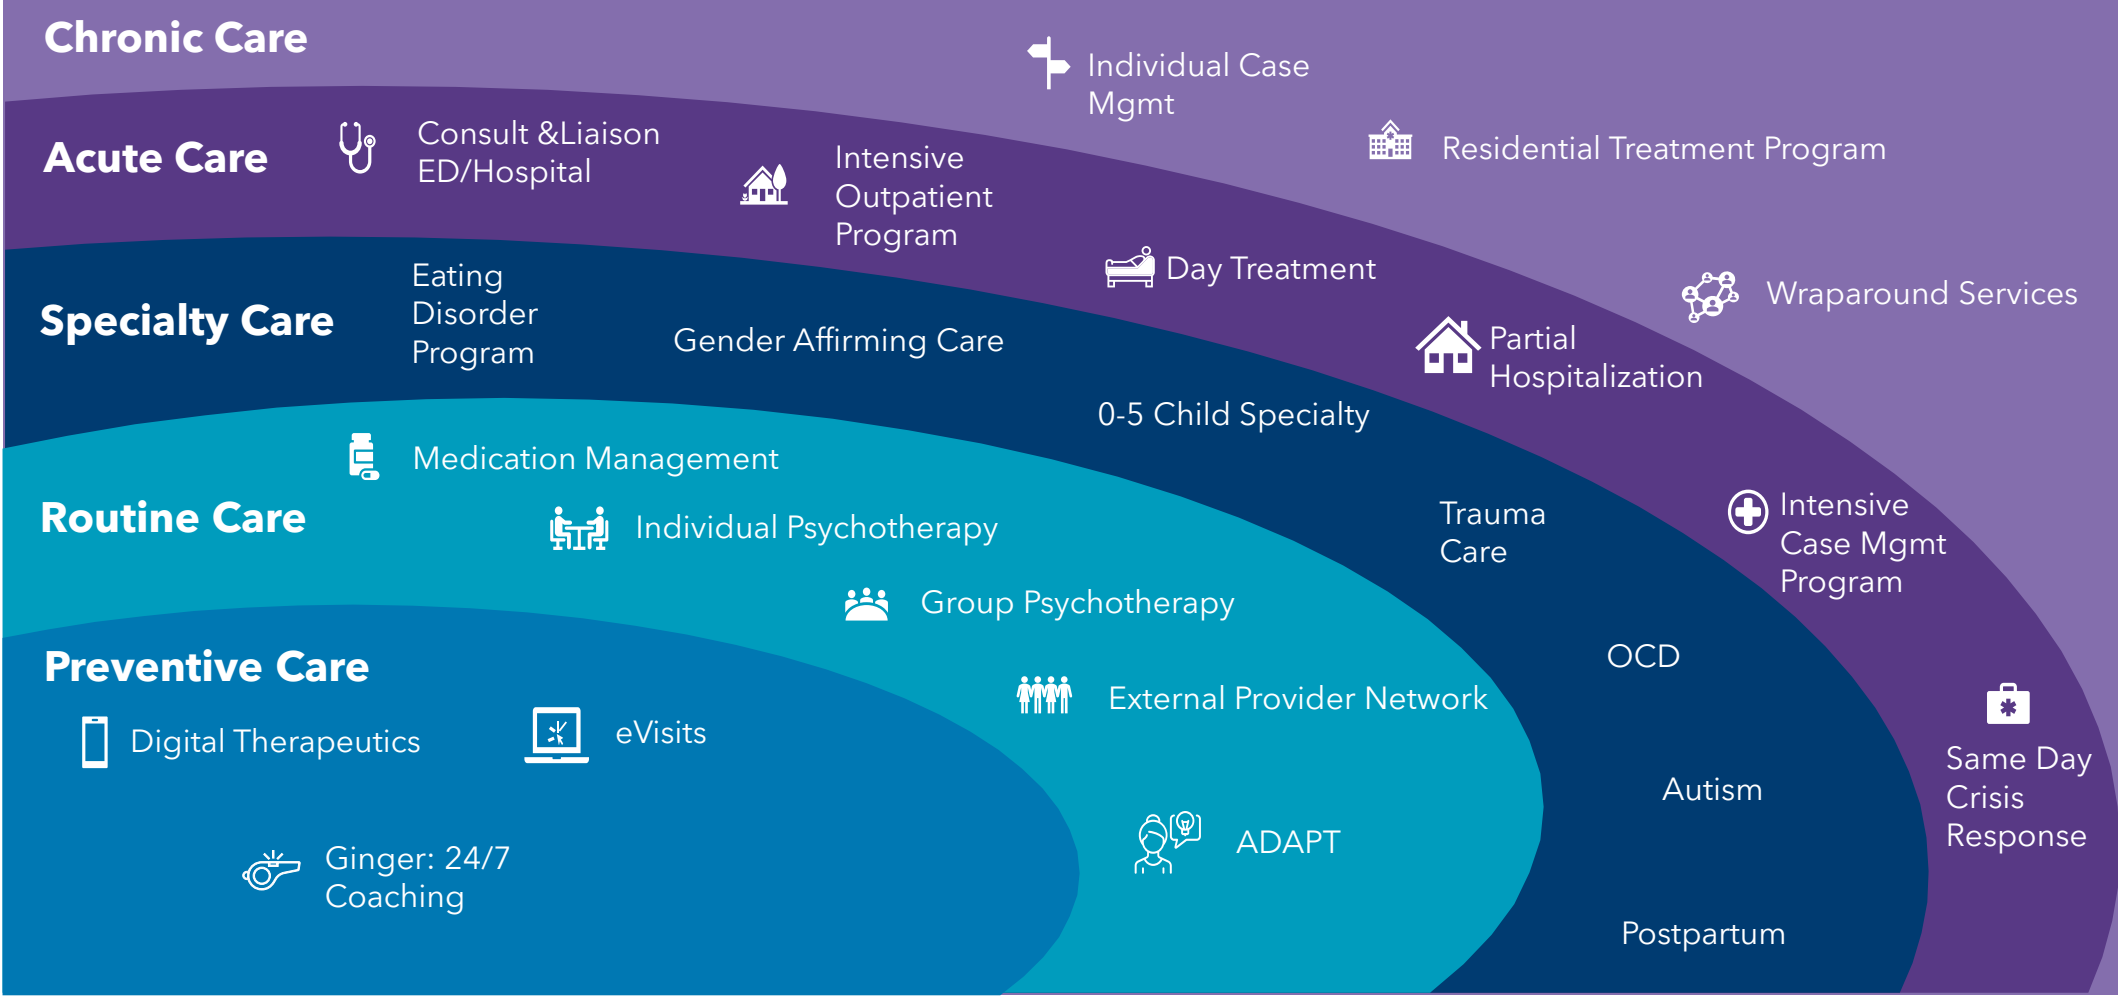 Chronic Care
Individual Case
Mgmt
Residential Treatment Program
Wraparound Services
Acute Care
Consult &Liaison
ED/Hospital
Intensive
Outpatient
Program
Day Treatment
Partial
Hospitalization
Intensive
Case Mgmt
Program
Same Day
Crisis
Response
Specialty Care
Eating
Disorder
Program
Gender Affirming Care
0-5 Child Specialty
Trauma
Care
OCD
Autism
Postpartum
Routine Care
Medication Management
Individual Psychotherapy
Group Psychotherapy
External Provider Network
ADAPT
Preventive Care
Digital Therapeutics
eVisits
Ginger: 24/7
Coaching